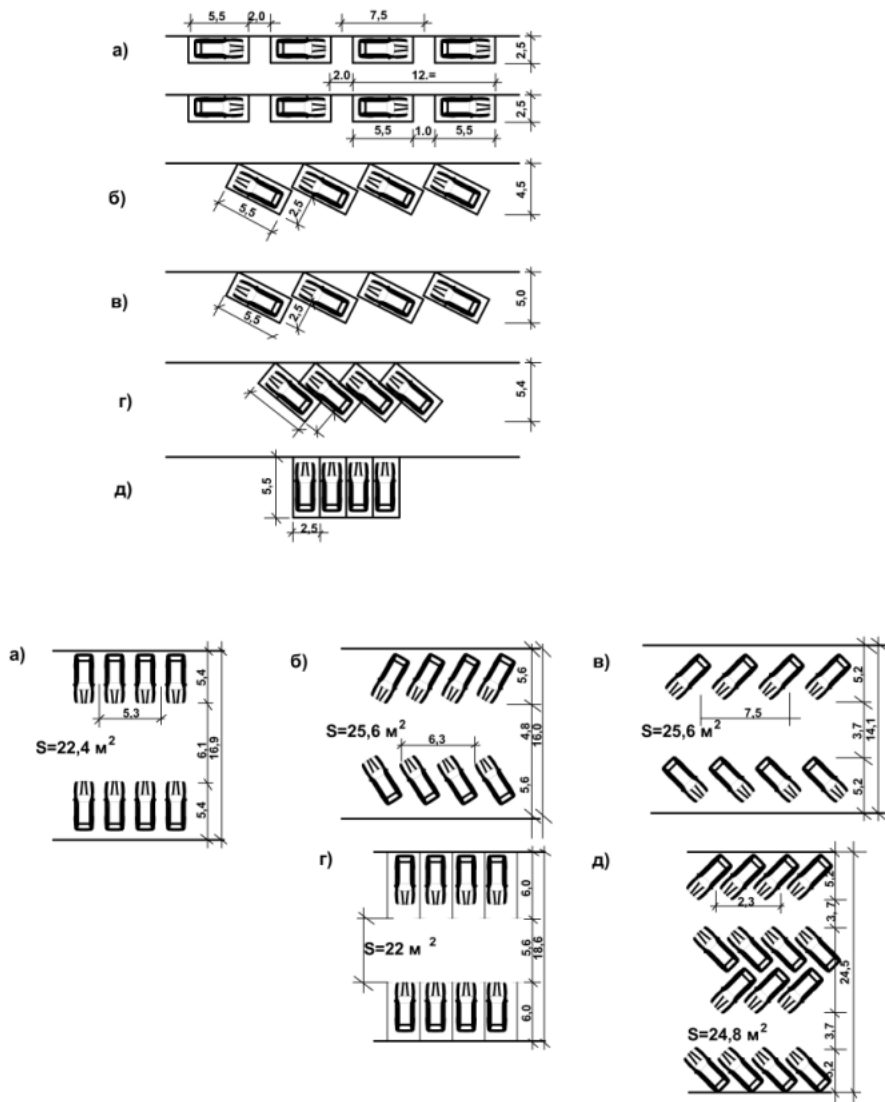 5,5 2,0 7,5
а) 2,5
2.0 12.=
2,5
5,5 1.0 5,5
б) 5,5 2,5 4,5
в) 5,5 2,5 5,0
г) 5,4
д) 5,5
2,5
а) 5,4
5,3
S=22,4 м²
6,1 16,9
5,4
б) 5,6
6,3
S=25,6 м²
4,8 16,0
5,6
в) 5,2
7,5
S=25,6 м²
3,7 14,1
5,2
г) 6,0
S=22 м²
5,6 18,6
6,0
д) 5,2
2,3
3,7
24,5
3,7
S=24,8 м²
5,2